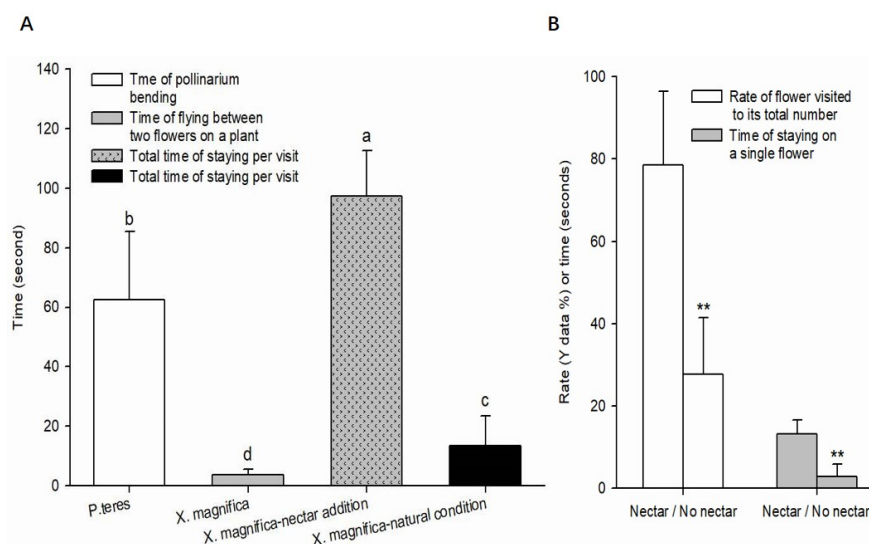 A
140
120
100
80
60
40
20
0
Time (second)
Tme of pollinarium
bending
Time of flying between
two flowers on a plant
Total time of staying per visit
Total time of staying per visit
b
d
a
c
P.teres
X. magnifica
X. magnifica-nectar addition
X. magnifica-natural condition
B
100
80
60
40
20
0
Rate (Y data %) or time (seconds)
Rate of flower visited
to its total number
Time of staying on
a single flower
**
**
Nectar / No nectar
Nectar / No nectar